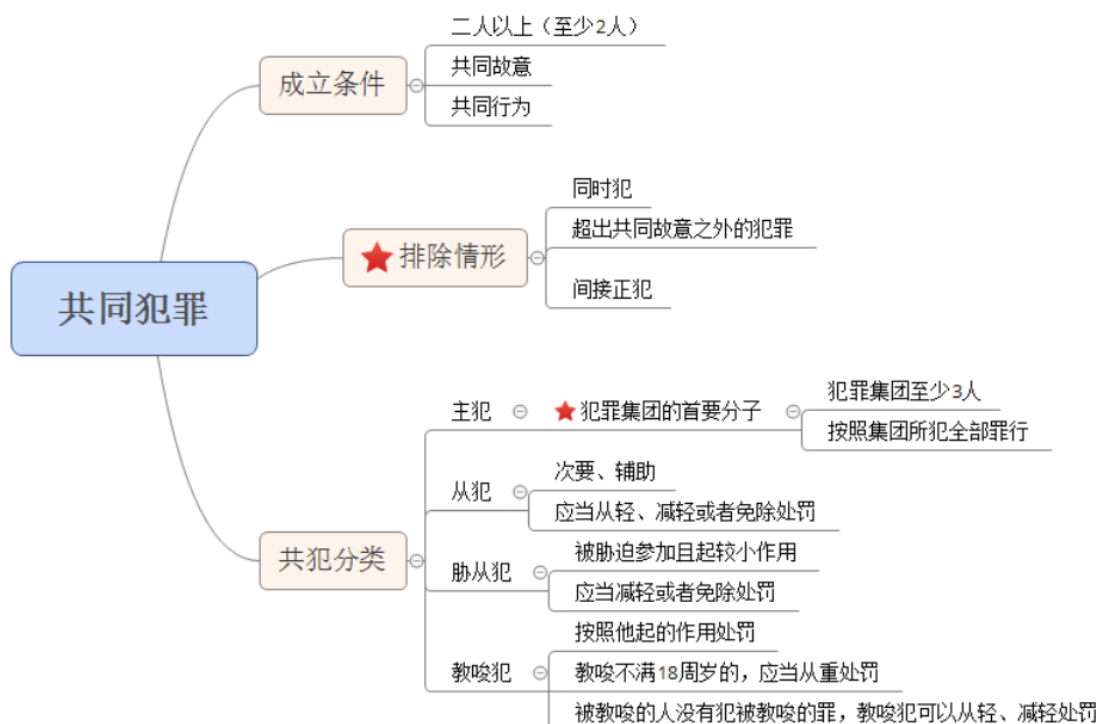 共同犯罪
成立条件
二人以上（至少2人）
共同故意
共同行为
排除情形
同时犯
超出共同故意之外的犯罪
间接正犯
共犯分类
主犯
犯罪集团的首要分子
犯罪集团至少3人
按照集团所犯全部罪行
从犯
次要、辅助
应当从轻、减轻或者免除处罚
胁从犯
被胁迫参加且起较小作用
应当减轻或者免除处罚
教唆犯
按照他起的作用处罚
教唆不满18周岁的，应当从重处罚
被教唆的人没有犯被教唆的罪，教唆犯可以从轻、减轻处罚